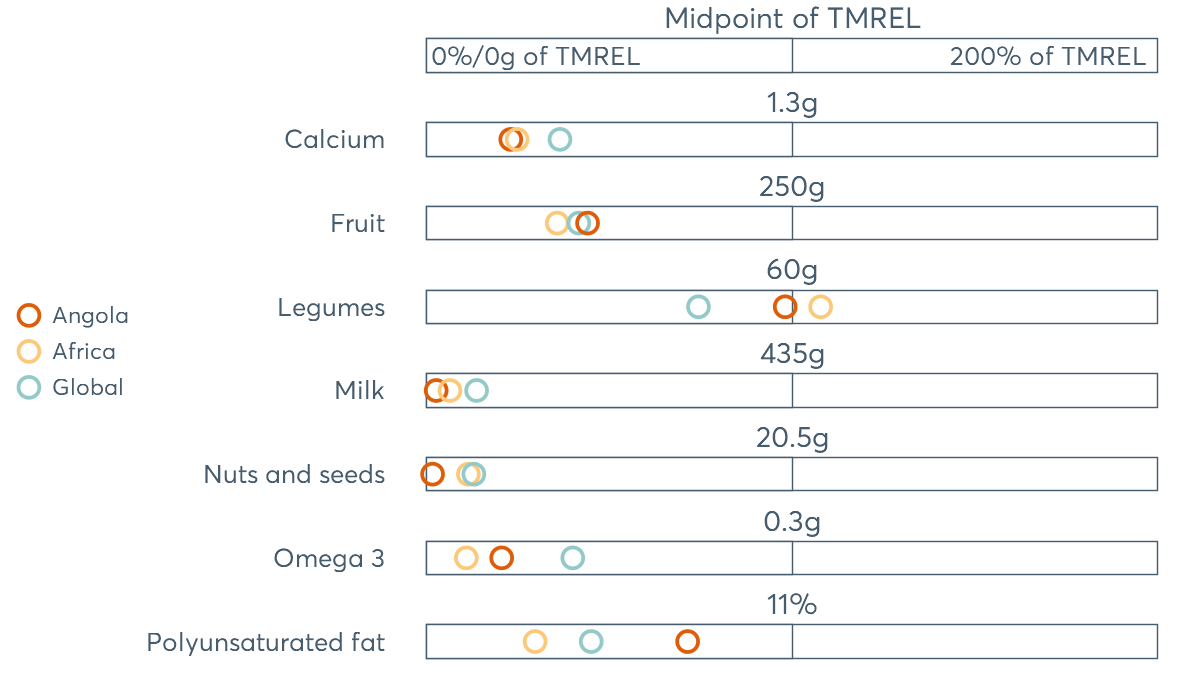 Midpoint of TMREL
0%/0g of TMREL
200% of TMREL
1.3g
Calcium
250g
Fruit
60g
Legumes
Angola
Africa
Global
435g
Milk
20.5g
Nuts and seeds
0.3g
Omega 3
11%
Polyunsaturated fat